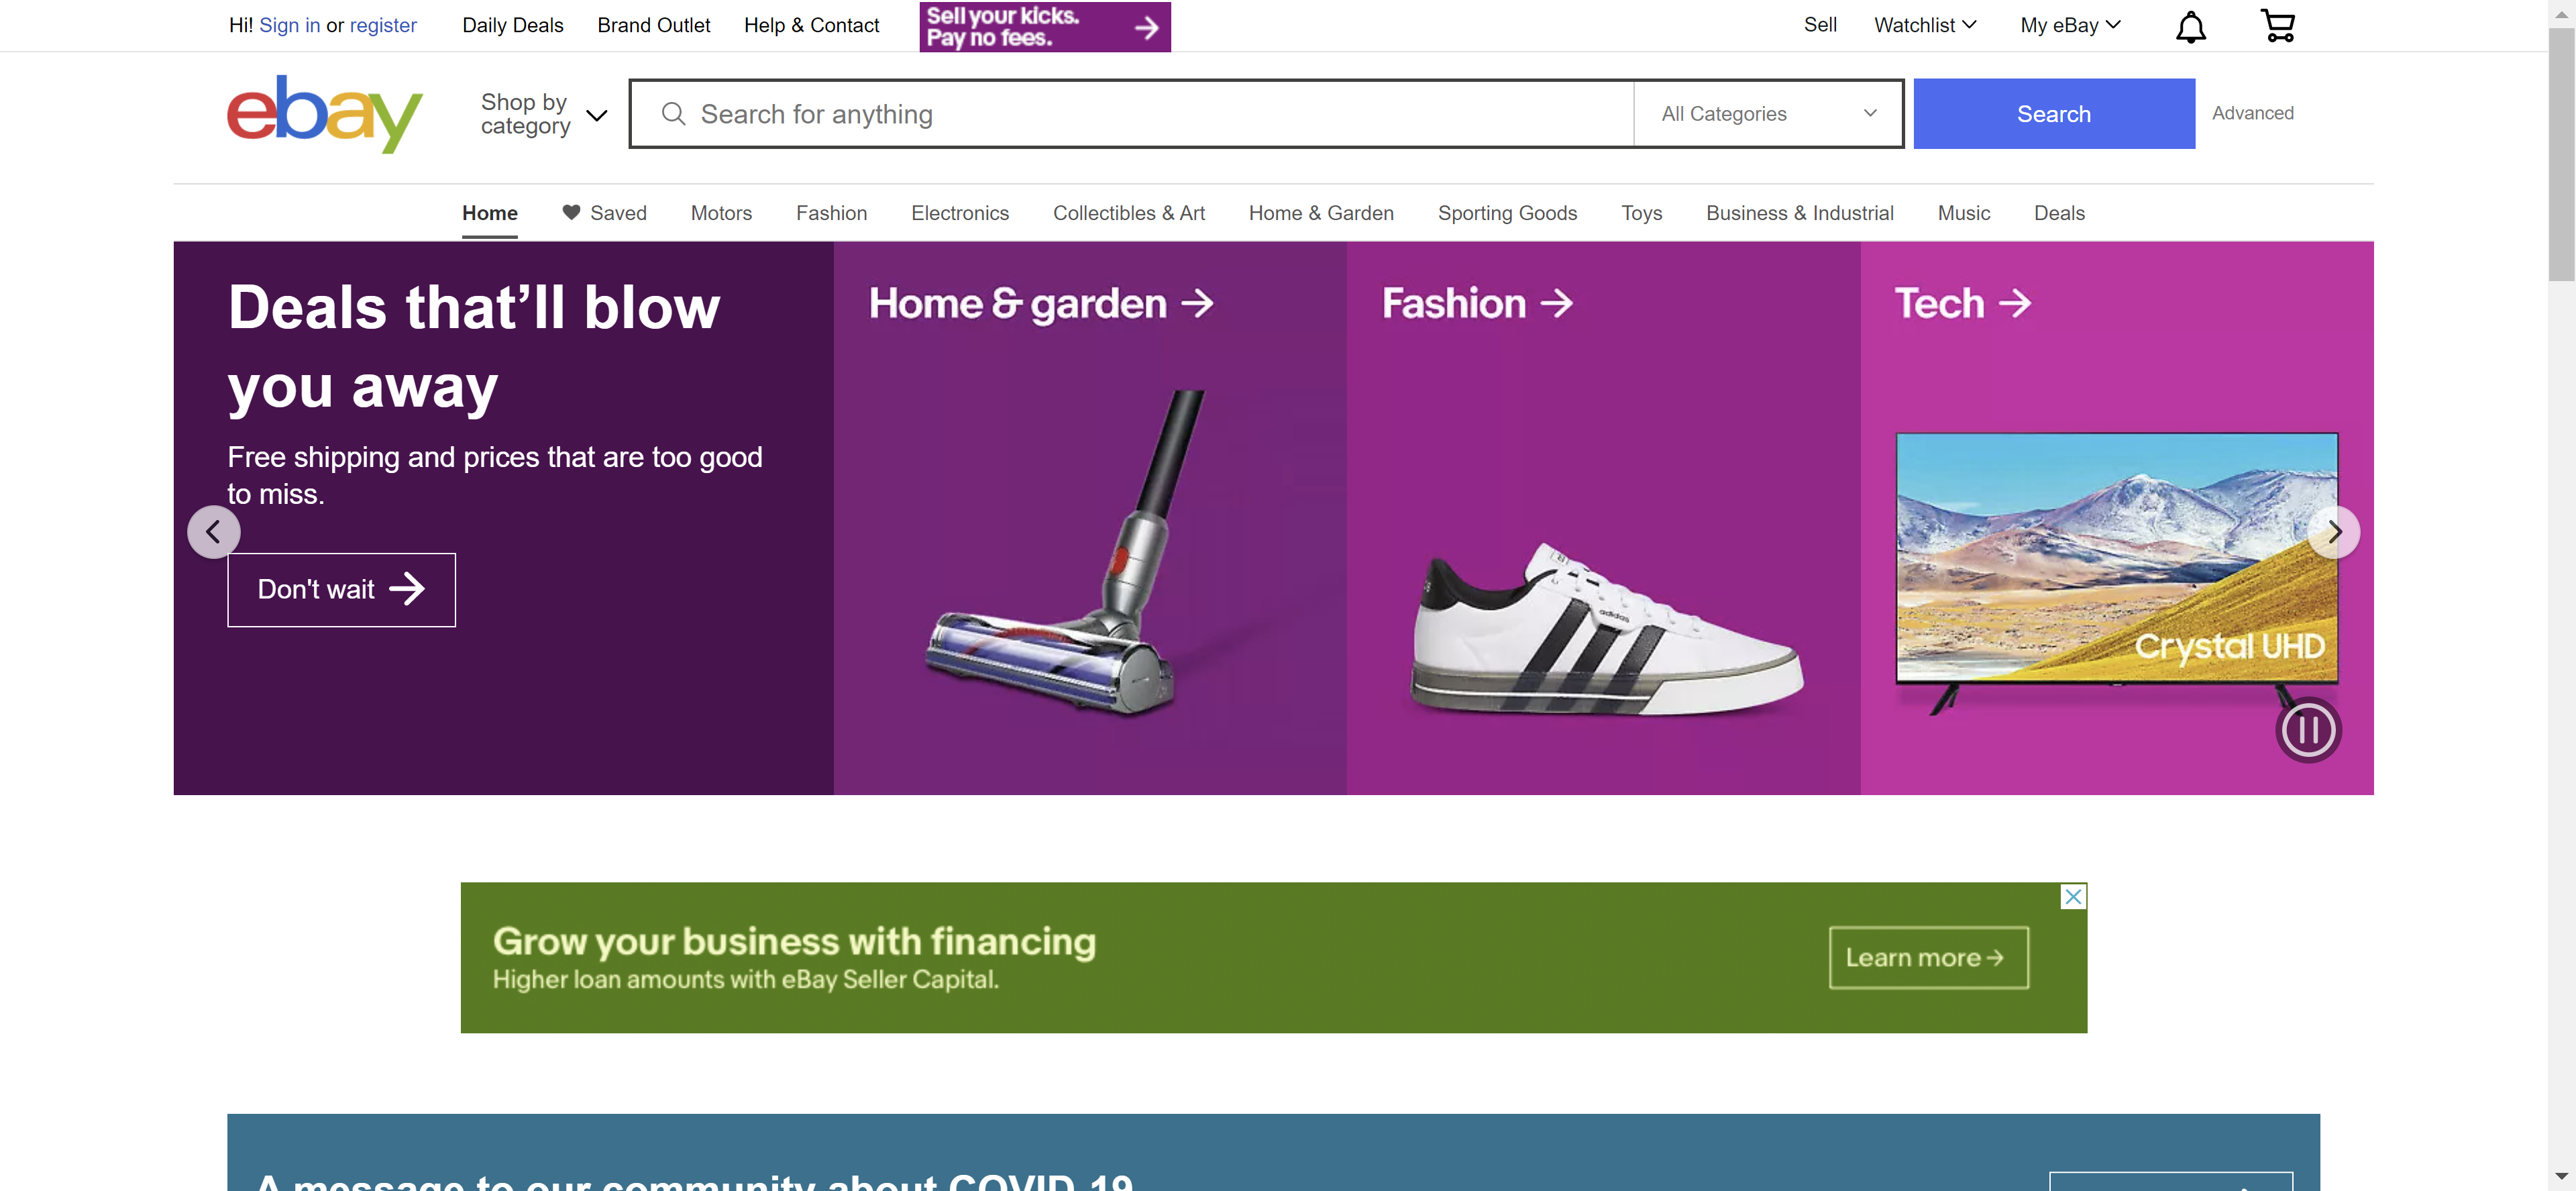 Hi! Sign in or register
Daily Deals
Brand Outlet
Help & Contact
Sell your kicks.
Pay no fees.
Sell
Watchlist
My eBay
ebay
Shop by
category
Search for anything
All Categories
Search
Advanced
Home
Saved
Motors
Fashion
Electronics
Collectibles & Art
Home & Garden
Sporting Goods
Toys
Business & Industrial
Music
Deals
Deals that’ll blow
you away
Free shipping and prices that are too good
to miss.
Don't wait
Home & garden
Fashion
Tech
adidas
Crystal UHD
Grow your business with financing
Higher loan amounts with eBay Seller Capital.
Learn more
A message to our community about COVID-19